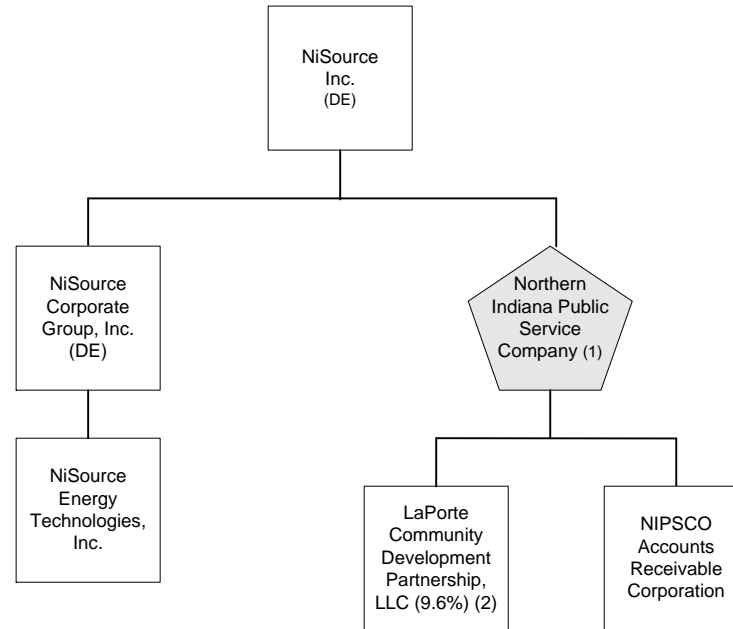 NiSource
Inc.
(DE)
NiSource
Corporate
Group, Inc.
(DE)
Northern
Indiana Public
Service
Company (1)
NiSource
Energy
Technologies,
Inc.
LaPorte
Community
Development
Partnership,
LLC (9.6%) (2)
NIPSCO
Accounts
Receivable
Corporation